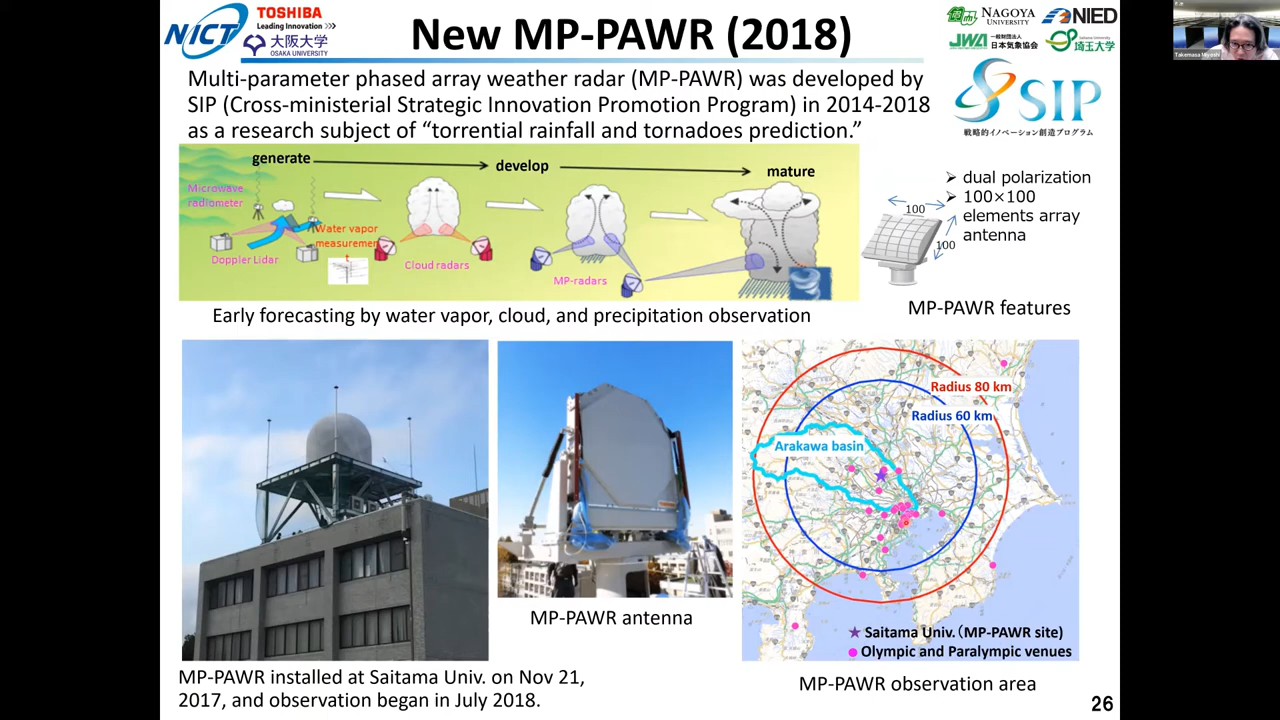 NICT
TOSHIBA
Leading Innovation
大阪大学
OSAKA UNIVERSITY
New MP-PAWR (2018)
NAGOYA
UNIVERSITY
NIED
JWA
一般財団法人
日本気象協会
Saitama University
埼玉大学
Takemasa Miyoshi
Multi-parameter phased array weather radar (MP-PAWR) was developed by
SIP (Cross-ministerial Strategic Innovation Promotion Program) in 2014-2018
as a research subject of “torrential rainfall and tornadoes prediction.”
SIP
戦略的イノベーション創造プログラム
generate
develop
mature
Microwave
radiometer
Water vapor
measuremen
t
Doppler Lidar
Cloud radars
MP-radars
Early forecasting by water vapor, cloud, and precipitation observation
100
100
dual polarization
100×100
elements array
antenna
MP-PAWR features
Radius 80 km
Radius 60 km
Arakawa basin
Saitama Univ.（MP-PAWR site)
Olympic and Paralympic venues
MP-PAWR antenna
MP-PAWR installed at Saitama Univ. on Nov 21,
2017, and observation began in July 2018.
MP-PAWR observation area
26